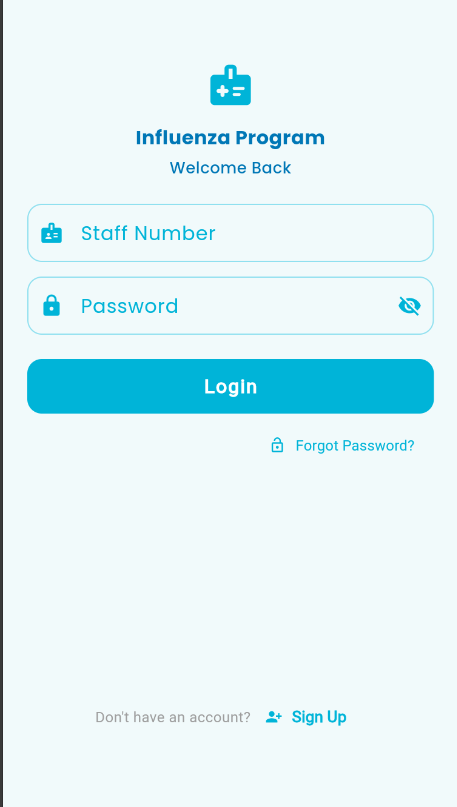 Influenza Program
Welcome Back
Staff Number
Password
LogIn
Forgot Password?
Don't have an account? Sign Up